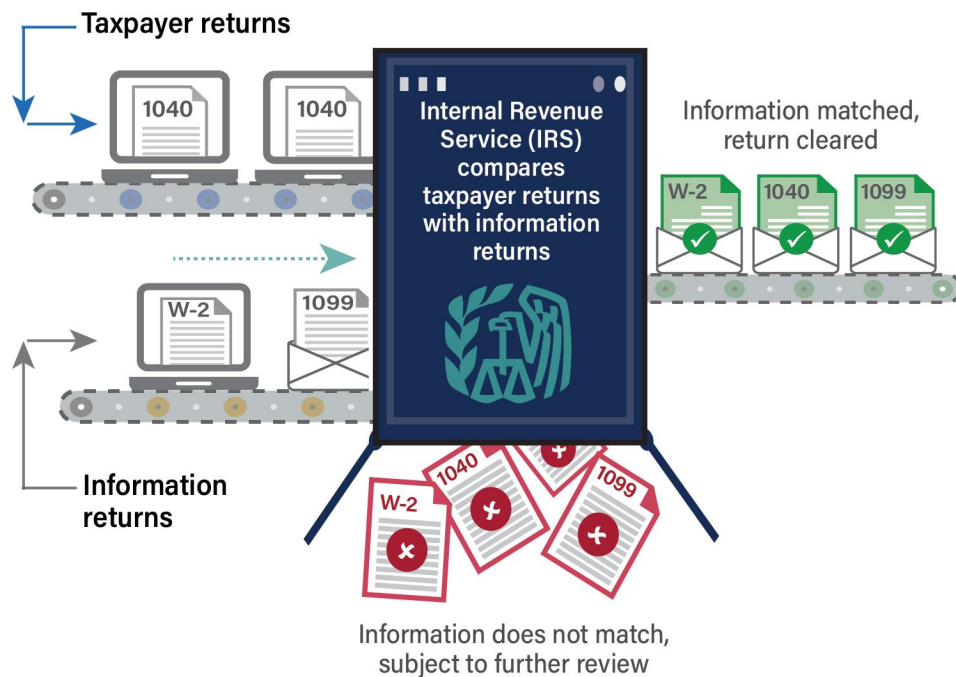 Taxpayer returns
1040
1040
Internal Revenue
Service (IRS)
compares
taxpayer returns
with information
returns
Information matched,
return cleared
W-2
1040
1099
W-2
1099
Information
returns
W-2
1040
1099
Information does not match,
subject to further review